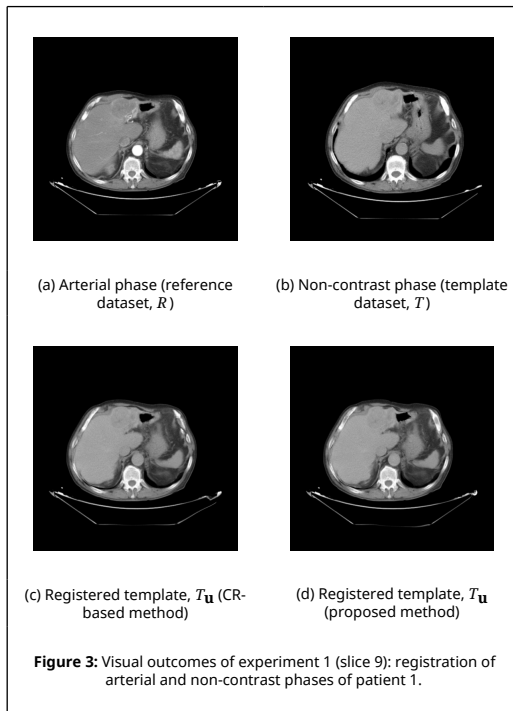 (a) Arterial phase (reference
dataset, R)
(b) Non-contrast phase (template
dataset, T)
(c) Registered template, T𝐮 (CR-
based method)
(d) Registered template, T𝐮
(proposed method)
Figure 3: Visual outcomes of experiment 1 (slice 9): registration of
arterial and non-contrast phases of patient 1.